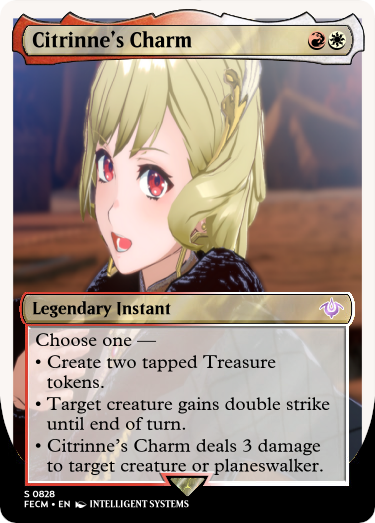 Citrinne's Charm
Legendary Instant
Choose one —
• Create two tapped Treasure
tokens.
• Target creature gains double strike
until end of turn.
• Citrinne's Charm deals 3 damage
to target creature or planeswalker.
S 0828
FECM • EN INTELLIGENT SYSTEMS